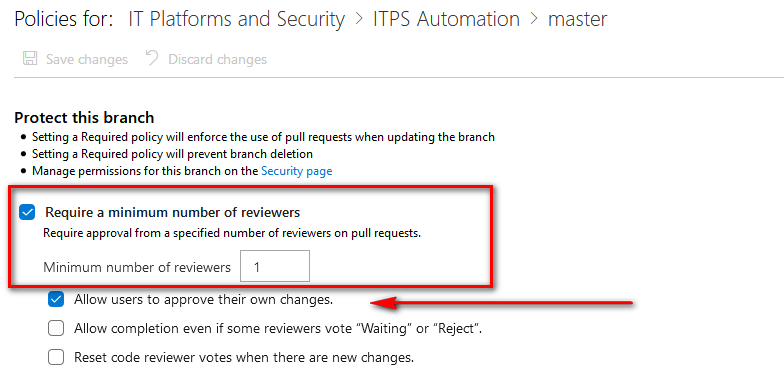 Policies for: IT Platforms and Security > ITPS Automation > master
Save changes Discard changes
Protect this branch
• Setting a Required policy will enforce the use of pull requests when updating the branch
• Setting a Required policy will prevent branch deletion
• Manage permissions for this branch on the Security page
Require a minimum number of reviewers
Require approval from a specified number of reviewers on pull requests.
Minimum number of reviewers 1
Allow users to approve their own changes.
Allow completion even if some reviewers vote “Waiting” or “Reject”.
Reset code reviewer votes when there are new changes.